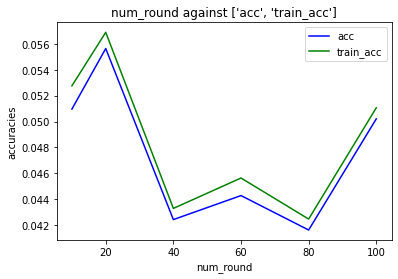 num_round against ['acc', 'train_acc']
acc
train_acc
0.056
0.054
0.052
0.050
0.048
0.046
0.044
0.042
accuracies
20 40 60 80 100
num_round